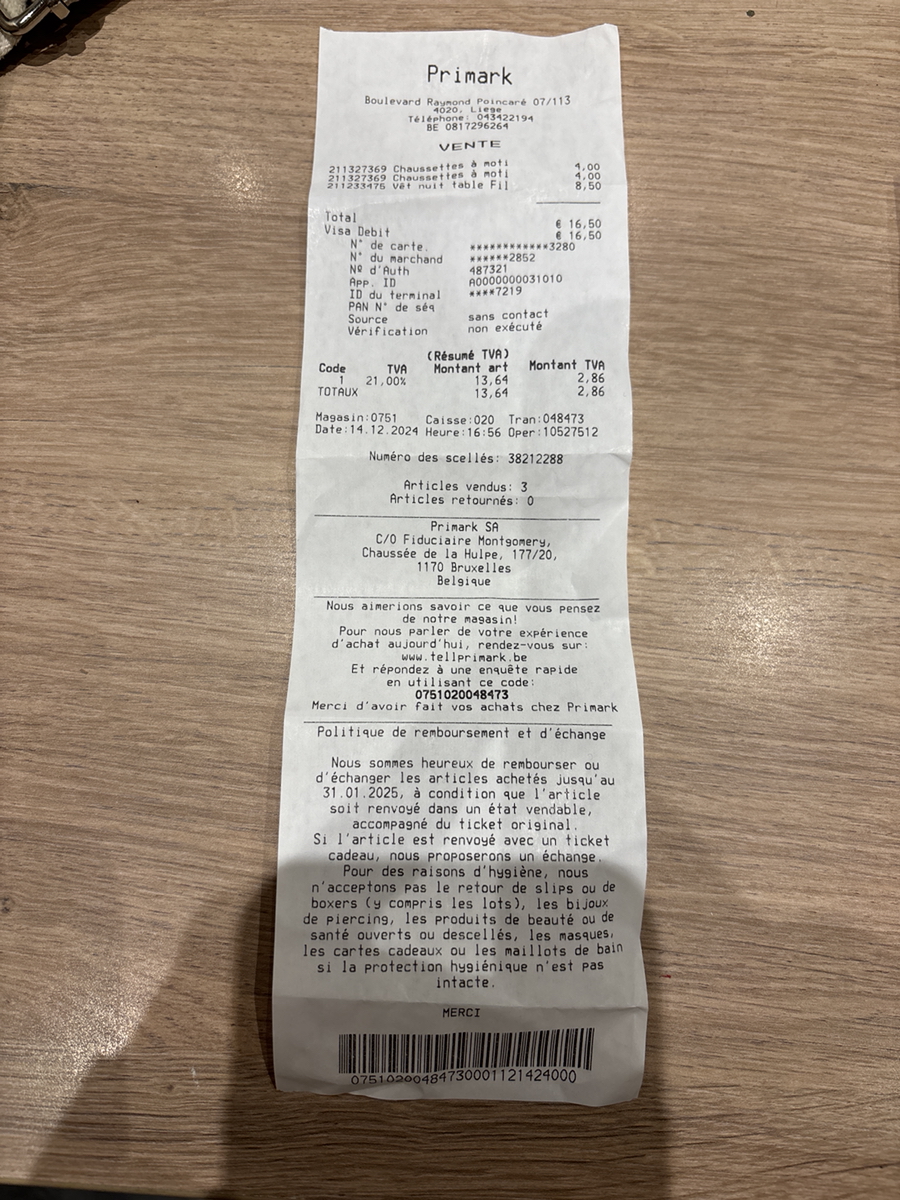 Primark
Boulevard Raymond Poincaré 07/113
4020, Liege
Téléphone: 043422194
BE 0817296264
VENTE
211327369 Chaussettes à moti 4,00
211327369 Chaussettes à moti 4,00
211233475 Vêt nuit table Fil 8,50
Total € 16,50
Visa Debit € 16,50
N° de carte. ************3280
N° du marchand ******2852
Nº d'Auth 487321
App. ID A0000000031010
ID du terminal ****7219
PAN N° de séq
Source sans contact
Vérification non exécuté
(Résumé TVA)
Code TVA Montant art Montant TVA
1 21,00% 13,64 2,86
TOTAUX 13,64 2,86
Magasin:0751 Caisse:020 Tran:048473
Date:14.12.2024 Heure:16:56 Oper:10527512
Numéro des scellés: 38212288
Articles vendus: 3
Articles retournés: 0
Primark SA
C/O Fiduciaire Montgomery,
Chaussée de la Hulpe, 177/20,
1170 Bruxelles
Belgique
Nous aimerions savoir ce que vous pensez
de notre magasin!
Pour nous parler de votre expérience
d'achat aujourd'hui, rendez-vous sur:
www.tellprimark.be
Et répondez à une enquête rapide
en utilisant ce code:
0751020048473
Merci d'avoir fait vos achats chez Primark
Politique de remboursement et d'échange
Nous sommes heureux de rembourser ou
d'échanger les articles achetés jusqu'au
31.01.2025, à condition que l'article
soit renvoyé dans un état vendable,
accompagné du ticket original.
Si l'article est renvoyé avec un ticket
cadeau, nous proposerons un échange.
Pour des raisons d'hygiène, nous
n'acceptons pas le retour de slips ou de
boxers (y compris les lots), les bijoux
de piercing, les produits de beauté ou de
santé ouverts ou descellés, les masques,
les cartes cadeaux ou les maillots de bain
si la protection hygiénique n'est pas
intacte.
MERCI
0751020048473000112142400​0